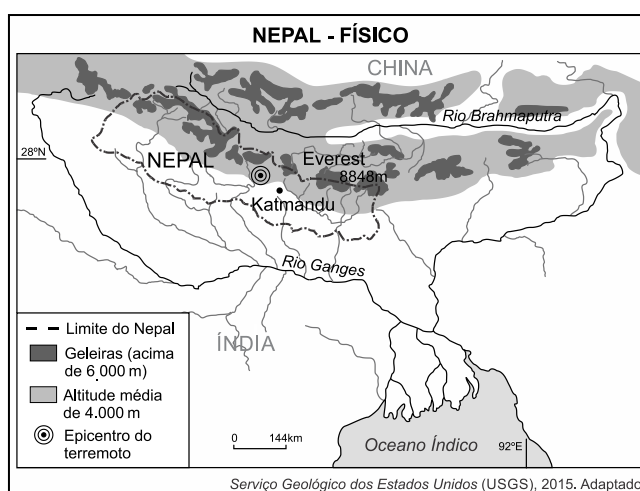 NEPAL - FÍSICO
CHINA
Rio Brahmaputra
28ºN
NEPAL
Everest
8848m
Katmandu
Rio Ganges
ÍNDIA
Limite do Nepal
Geleiras (acima
de 6.000 m)
Altitude média
de 4.000 m
Epicentro do
terremoto
0 144km
Oceano Índico
92ºE
Serviço Geológico dos Estados Unidos (USGS), 2015. Adaptado